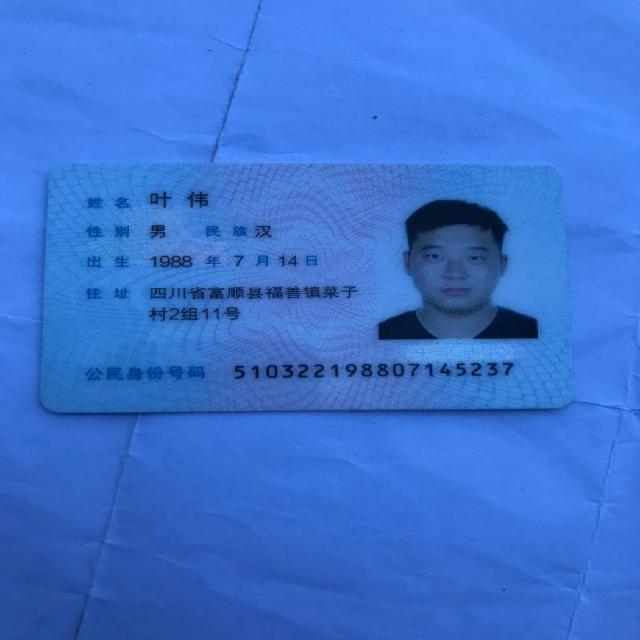 姓名 叶伟
性别 男 民族 汉
出生 1988 年 7 月 14 日
住址 四川省富顺县福善镇菜子
村2组11号
公民身份号码 510322198807145237